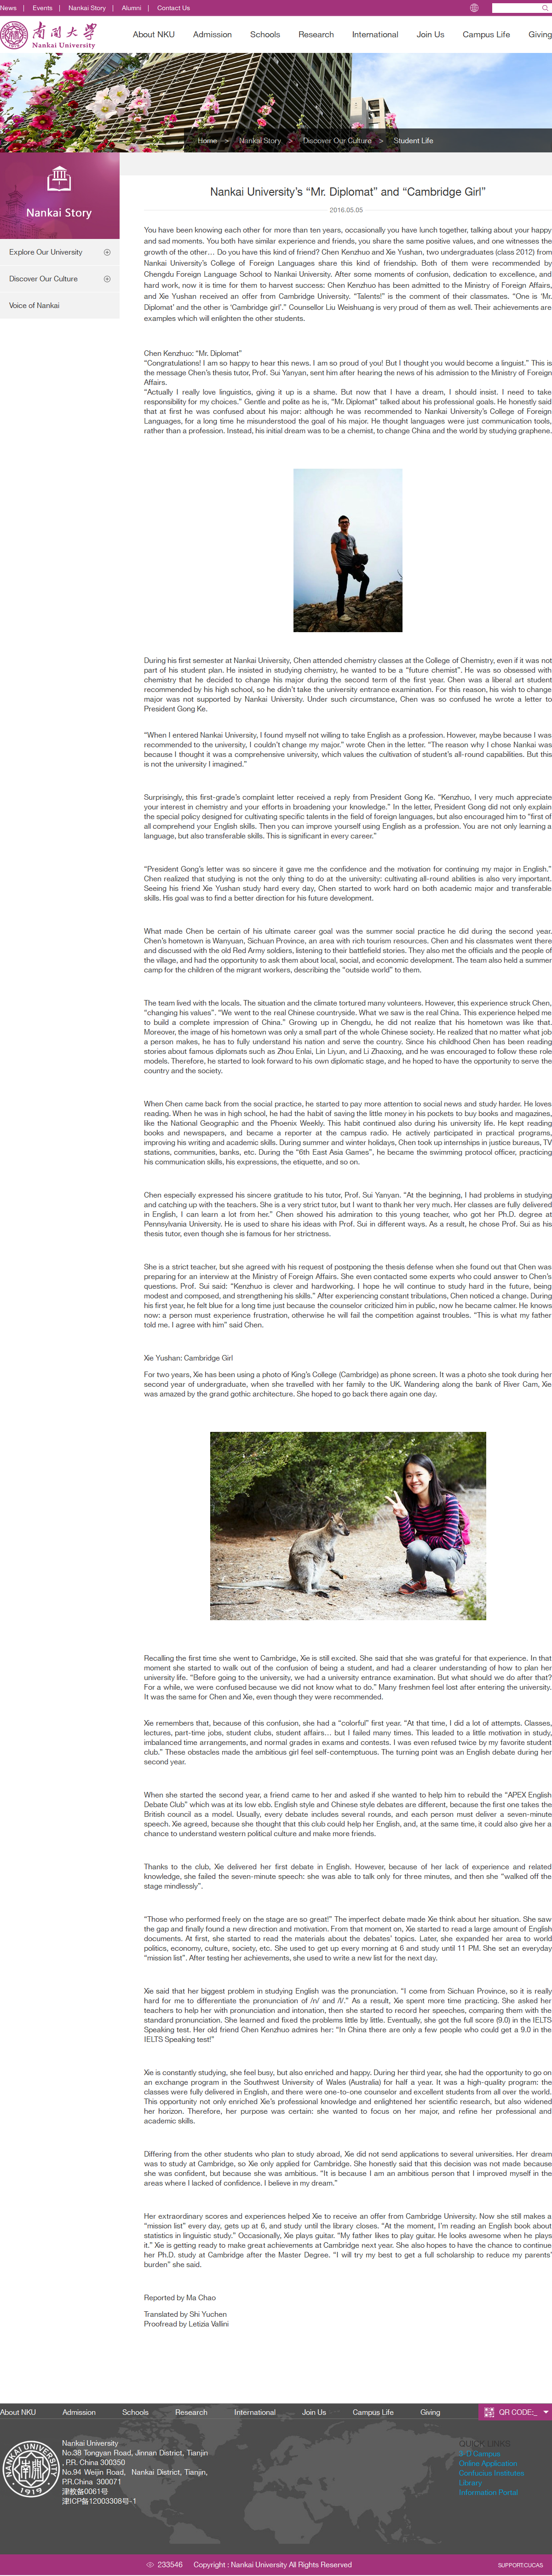 News | Events | Nankai Story | Alumni | Contact Us
南开大学
Nankai University
About NKU Admission Schools Research International Join Us Campus Life Giving
Home > Nankai Story > Discover Our Culture > Student Life
Nankai Story
Explore Our University
Discover Our Culture
Voice of Nankai
Nankai University's “Mr. Diplomat” and “Cambridge Girl”
2016.05.05
You have been knowing each other for more than ten years, occasionally you have lunch together, talking about your happy
and sad moments. You both have similar experience and friends, you share the same positive values, and one witnesses the
growth of the other… Do you have this kind of friend? Chen Kenzhuo and Xie Yushan, two undergraduates (class 2012) from
Nankai University's College of Foreign Languages share this kind of friendship. Both of them were recommended by
Chengdu Foreign Language School to Nankai University. After some moments of confusion, dedication to excellence, and
hard work, now it is time for them to harvest success: Chen Kenzhuo has been admitted to the Ministry of Foreign Affairs,
and Xie Yushan received an offer from Cambridge University. “Talents!” is the comment of their classmates. “One is ‘Mr.
Diplomat’ and the other is ‘Cambridge girl’.” Counsellor Liu Weishuang is very proud of them as well. Their achievements are
examples which will enlighten the other students.
Chen Kenzhuo: “Mr. Diplomat”
“Congratulations! I am so happy to hear this news. I am so proud of you! But I thought you would become a linguist.” This is
the message Chen's thesis tutor, Prof. Sui Yanyan, sent him after hearing the news of his admission to the Ministry of Foreign
Affairs.
“Actually I really love linguistics, giving it up is a shame. But now that I have a dream, I should insist. I need to take
responsibility for my choices.” Gentle and polite as he is, “Mr. Diplomat” talked about his professional goals. He honestly said
that at first he was confused about his major: although he was recommended to Nankai University's College of Foreign
Languages, for a long time he misunderstood the goal of his major. He thought languages were just communication tools,
rather than a profession. Instead, his initial dream was to be a chemist, to change China and the world by studying graphene.
During his first semester at Nankai University, Chen attended chemistry classes at the College of Chemistry, even if it was not
part of his student plan. He insisted in studying chemistry, he wanted to be a “future chemist”. He was so obsessed with
chemistry that he decided to change his major during the second term of the first year. Chen was a liberal art student
recommended by his high school, so he didn't take the university entrance examination. For this reason, his wish to change
major was not supported by Nankai University. Under such circumstance, Chen was so confused he wrote a letter to
President Gong Ke.
“When I entered Nankai University, I found myself not willing to take English as a profession. However, maybe because I was
recommended to the university, I couldn't change my major.” wrote Chen in the letter. “The reason why I chose Nankai was
because I thought it was a comprehensive university, which values the cultivation of student's all-round capabilities. But this
is not the university I imagined.”
Surprisingly, this first-grade's complaint letter received a reply from President Gong Ke. “Kenzhuo, I very much appreciate
your interest in chemistry and your efforts in broadening your knowledge.” In the letter, President Gong did not only explain
the special policy designed for cultivating specific talents in the field of foreign languages, but also encouraged him to “first of
all comprehend your English skills. Then you can improve yourself using English as a profession. You are not only learning a
language, but also transferable skills. This is significant in every career.”
“President Gong's letter was so sincere it gave me the confidence and the motivation for continuing my major in English.”
Chen realized that studying is not the only thing to do at the university: cultivating all-round abilities is also very important.
Seeing his friend Xie Yushan study hard every day, Chen started to work hard on both academic major and transferable
skills. His goal was to find a better direction for his future development.
What made Chen be certain of his ultimate career goal was the summer social practice he did during the second year.
Chen's hometown is Wanyuan, Sichuan Province, an area with rich tourism resources. Chen and his classmates went there
and discussed with the old Red Army soldiers, listening to their battlefield stories. They also met the officials and the people of
the village, and had the opportunity to ask them about local, social, and economic development. The team also held a summer
camp for the children of the migrant workers, describing the “outside world” to them.
The team lived with the locals. The situation and the climate tortured many volunteers. However, this experience struck Chen,
“changing his values”. “We went to the real Chinese countryside. What we saw is the real China. This experience helped me
to build a complete impression of China.” Growing up in Chengdu, he did not realize that his hometown was like that.
Moreover, the image of his hometown was only a small part of the whole Chinese society. He realized that no matter what job
a person makes, he has to fully understand his nation and serve the country. Since his childhood Chen has been reading
stories about famous diplomats such as Zhou Enlai, Lin Liyun, and Li Zhaoxing, and he was encouraged to follow these role
models. Therefore, he started to look forward to his own diplomatic stage, and he hoped to have the opportunity to serve the
country and the society.
When Chen came back from the social practice, he started to pay more attention to social news and study harder. He loves
reading. When he was in high school, he had the habit of saving the little money in his pockets to buy books and magazines,
like the National Geographic and the Phoenix Weekly. This habit continued also during his university life. He kept reading
books and newspapers, and became a reporter at the campus radio. He actively participated in practical programs,
improving his writing and academic skills. During summer and winter holidays, Chen took up internships in justice bureaus, TV
stations, communities, banks, etc. During the “6th East Asia Games”, he became the swimming protocol officer, practicing
his communication skills, his expressions, the etiquette, and so on.
Chen especially expressed his sincere gratitude to his tutor, Prof. Sui Yanyan. “At the beginning, I had problems in studying
and catching up with the teachers. She is a very strict tutor, but I want to thank her very much. Her classes are fully delivered
in English, I can learn a lot from her.” Chen showed his admiration to this young teacher, who got her Ph.D. degree at
Pennsylvania University. He is used to share his ideas with Prof. Sui in different ways. As a result, he chose Prof. Sui as his
thesis tutor, even though she is famous for her strictness.
She is a strict teacher, but she agreed with his request of postponing the thesis defense when she found out that Chen was
preparing for an interview at the Ministry of Foreign Affairs. She even contacted some experts who could answer to Chen's
questions. Prof. Sui said: “Kenzhuo is clever and hardworking. I hope he will continue to study hard in the future, being
modest and composed, and strengthening his skills.” After experiencing constant tribulations, Chen noticed a change. During
his first year, he felt blue for a long time just because the counselor criticized him in public, now he became calmer. He knows
now: a person must experience frustration, otherwise he will fail the competition against troubles. “This is what my father
told me. I agree with him” said Chen.
Xie Yushan: Cambridge Girl
For two years, Xie has been using a photo of King's College (Cambridge) as phone screen. It was a photo she took during her
second year of undergraduate, when she travelled with her family to the UK. Wandering along the bank of River Cam, Xie
was amazed by the grand gothic architecture. She hoped to go back there again one day.
Recalling the first time she went to Cambridge, Xie is still excited. She said that she was grateful for that experience. In that
moment she started to walk out of the confusion of being a student, and had a clearer understanding of how to plan her
university life. “Before going to the university, we had a university entrance examination. But what should we do after that?
For a while, we were confused because we did not know what to do.” Many freshmen feel lost after entering the university.
It was the same for Chen and Xie, even though they were recommended.
Xie remembers that, because of this confusion, she had a “colorful” first year. “At that time, I did a lot of attempts. Classes,
lectures, part-time jobs, student clubs, student affairs… but I failed many times. This leaded to a little motivation in study,
imbalanced time arrangements, and normal grades in exams and contests. I was even refused twice by my favorite student
club.” These obstacles made the ambitious girl feel self-contemptuous. The turning point was an English debate during her
second year.
When she started the second year, a friend came to her and asked if she wanted to help him to rebuild the “APEX English
Debate Club” which was at its low ebb. English style and Chinese style debates are different, because the first one takes the
British council as a model. Usually, every debate includes several rounds, and each person must deliver a seven-minute
speech. Xie agreed, because she thought that this club could help her English, and, at the same time, it could also give her a
chance to understand western political culture and make more friends.
Thanks to the club, Xie delivered her first debate in English. However, because of her lack of experience and related
knowledge, she failed the seven-minute speech: she was able to talk only for three minutes, and then she “walked off the
stage mindlessly”.
“Those who performed freely on the stage are so great!” The imperfect debate made Xie think about her situation. She saw
the gap and finally found a new direction and motivation. From that moment on, Xie started to read a large amount of English
documents. At first, she started to read the materials about the debates' topics. Later, she expanded her area to world
politics, economy, culture, society, etc. She used to get up every morning at 6 and study until 11 PM. She set an everyday
“mission list”. After testing her achievements, she used to write a new list for the next day.
Xie said that her biggest problem in studying English was the pronunciation. “I come from Sichuan Province, so it is really
hard for me to differentiate the pronunciation of /n/ and /l/.” As a result, Xie spent more time practicing. She asked her
teachers to help her with pronunciation and intonation, then she started to record her speeches, comparing them with the
standard pronunciation. She learned and fixed the problems little by little. Eventually, she got the full score (9.0) in the IELTS
Speaking test. Her old friend Chen Kenzhuo admires her: “In China there are only a few people who could get a 9.0 in the
IELTS Speaking test!”
Xie is constantly studying, she feel busy, but also enriched and happy. During her third year, she had the opportunity to go on
an exchange program in the Southwest University of Wales (Australia) for half a year. It was a high-quality program: the
classes were fully delivered in English, and there were one-to-one counselor and excellent students from all over the world.
This opportunity not only enriched Xie's professional knowledge and enlightened her scientific research, but also widened
her horizon. Therefore, her purpose was certain: she wanted to focus on her major, and refine her professional and
academic skills.
Differing from the other students who plan to study abroad, Xie did not send applications to several universities. Her dream
was to study at Cambridge, so Xie only applied for Cambridge. She honestly said that this decision was not made because
she was confident, but because she was ambitious. “It is because I am an ambitious person that I improved myself in the
areas where I lacked of confidence. I believe in my dream.”
Her extraordinary scores and experiences helped Xie to receive an offer from Cambridge University. Now she still makes a
“mission list” every day, gets up at 6, and study until the library closes. “At the moment, I'm reading an English book about
statistics in linguistic study.” Occasionally, Xie plays guitar. “My father likes to play guitar. He looks awesome when he plays
it.” Xie is getting ready to make great achievements at Cambridge next year. She also hopes to have the chance to continue
her Ph.D. study at Cambridge after the Master Degree. “I will try my best to get a full scholarship to reduce my parents'
burden” she said.
Reported by Ma Chao
Translated by Shi Yuchen
Proofread by Letizia Vallini
About NKU Admission Schools Research International Join Us Campus Life Giving QR CODE:_
NANKAI UNIVERSITY
1919
Nankai University
No.38 Tongyan Road, Jinnan District, Tianjin
, P.R. China 300350
No.94 Weijin Road, Nankai District, Tianjin,
P.R.China 300071
津教备0061号
津ICP备12003308号-1
QUICK LINKS
3-D Campus
Online Application
Confucius Institutes
Library
Information Portal
233546 Copyright : Nankai University All Rights Reserved
SUPPORT:CUCAS